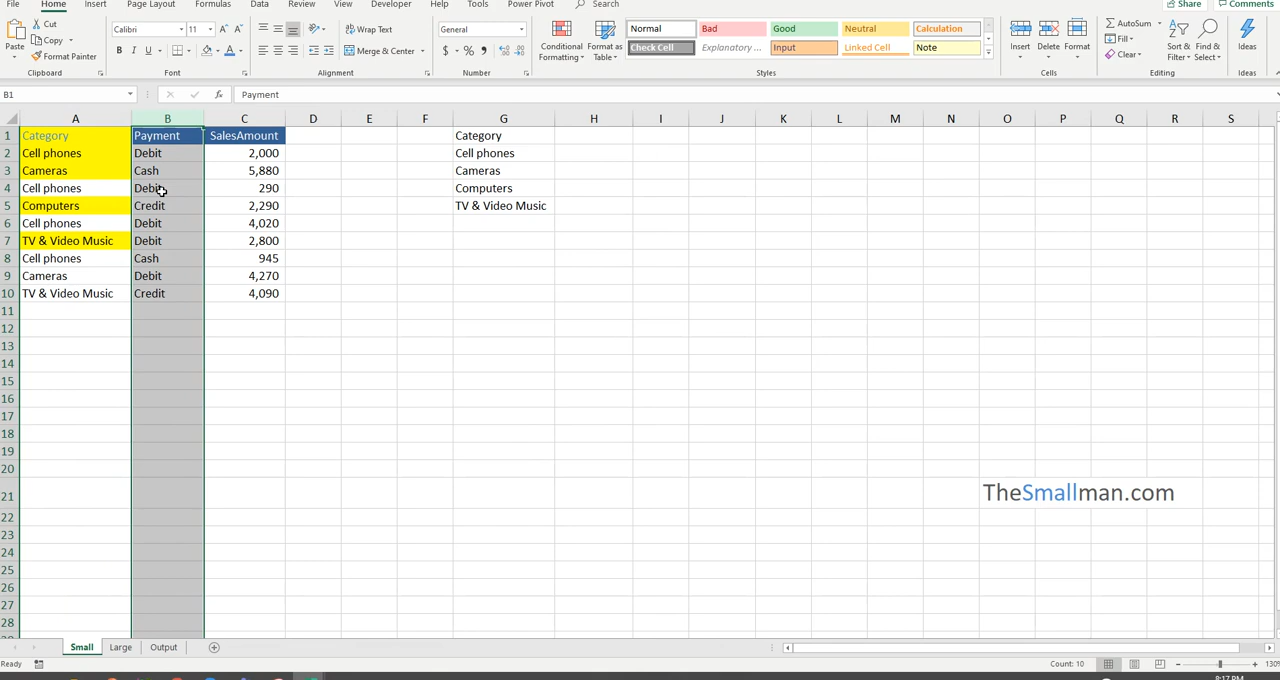 File Home Insert Page Layout Formulas Data Review View Developer Help Tools Power Pivot Search Share Comments
Cut Calibri 11 Wrap Text General Normal Bad Good Neutral Calculation AutoSum
Copy Paste Format Painter B I U Merge & Center $ % Conditional Formatting Format as Table Check Cell Explanatory ... Input Linked Cell Note Insert Delete Format Fill Clear Sort & Filter Find & Select Ideas
Clipboard Font Alignment Number Styles Cells Editing Ideas
B1 fx Payment
A B C D E F G H I J K L M N O P Q R S
1 Category Payment SalesAmount Category
2 Cell phones Debit 2,000 Cell phones
3 Cameras Cash 5,880 Cameras
4 Cell phones Debit 290 Computers
5 Computers Credit 2,290 TV & Video Music
6 Cell phones Debit 4,020
7 TV & Video Music Debit 2,800
8 Cell phones Cash 945
9 Cameras Debit 4,270
10 TV & Video Music Credit 4,090
11
12
13
14
15
16
17
18
19
20
21 TheSmallman.com
22
23
24
25
26
27
28
Small Large Output
Ready Count: 10 130%
8:17 PM